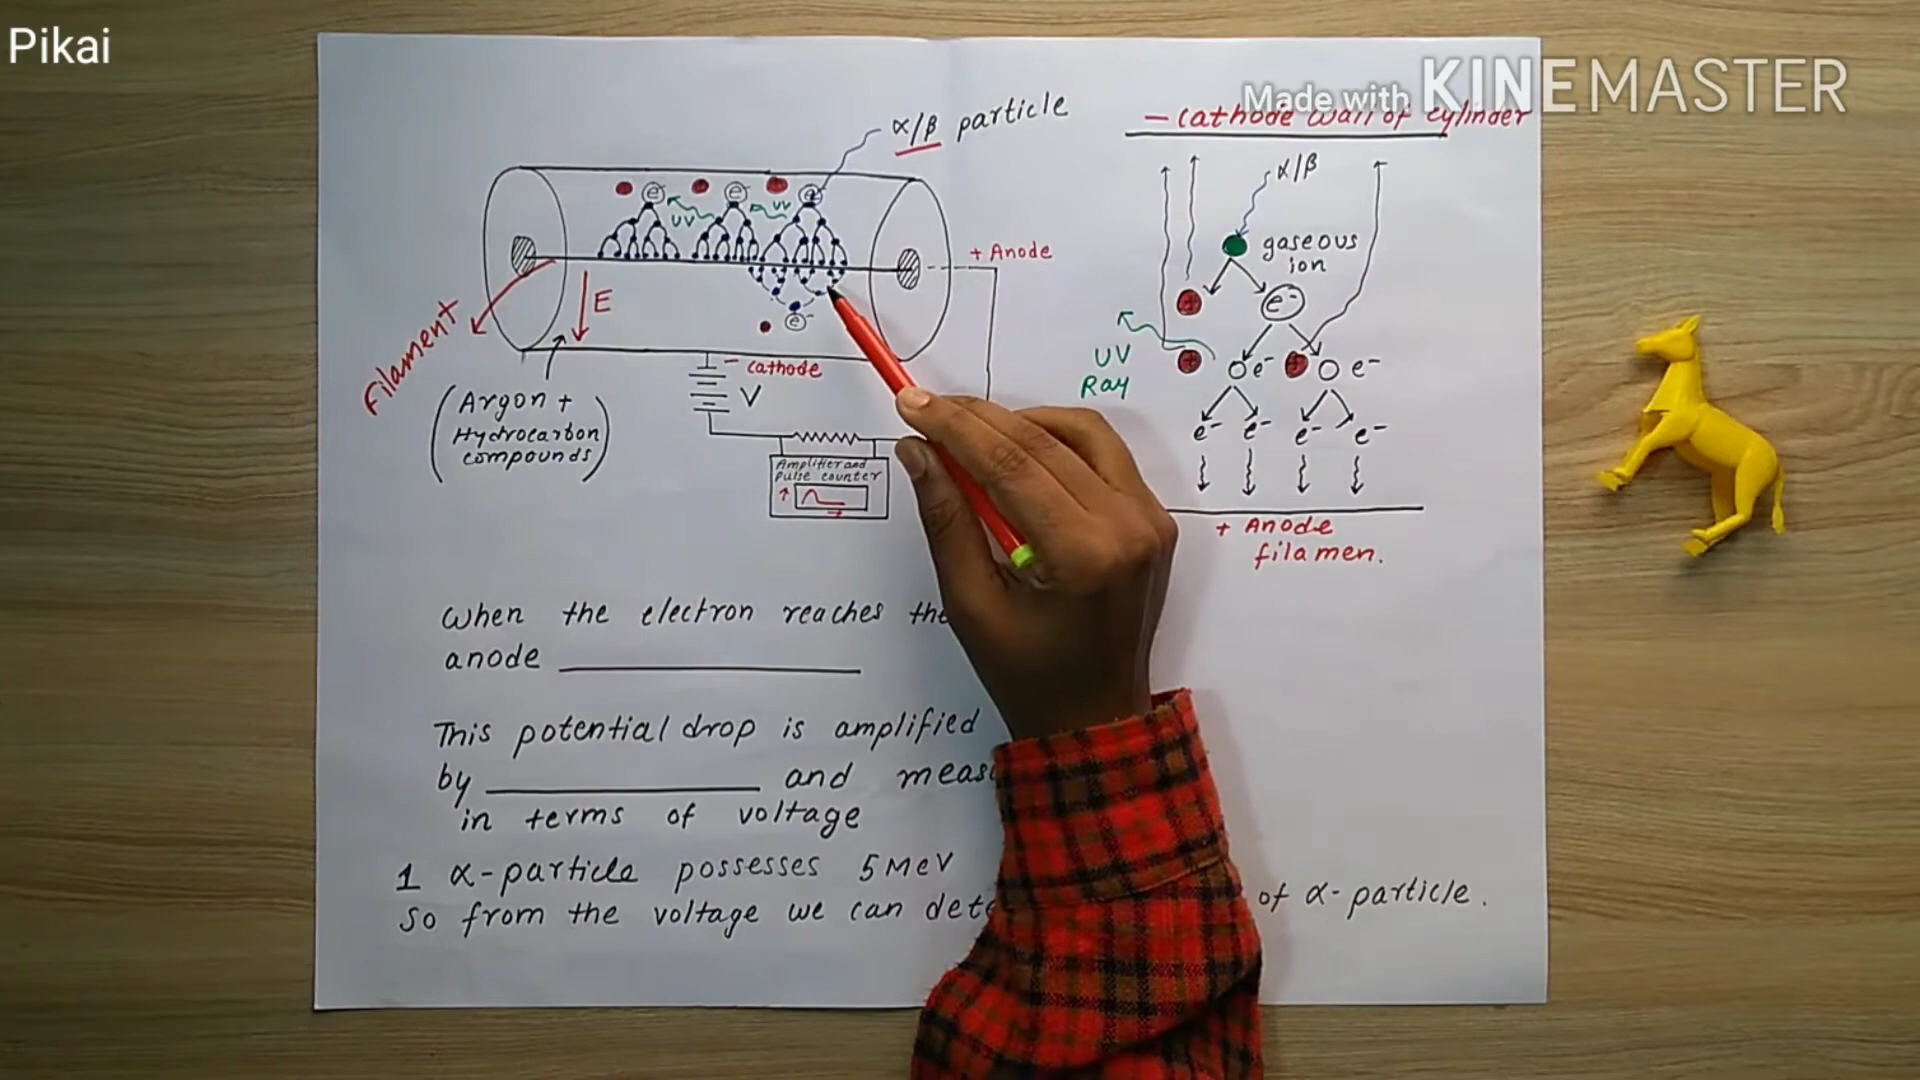 Pikai
Made with KINEMASTER
α/β particle
e⁻
e⁻
e⁻
UV
UV
+ Anode
Filament
E
e⁻
(Argon +
Hydrocarbon
compounds)
- cathode
V
Amplifier and
pulse counter
- cathode wall of cylinder
α/β
gaseous
ion
+
e⁻
UV
Ray
+
e⁻
+
e⁻
e⁻ e⁻ e⁻ e⁻
+ Anode
filamen.
When the electron reaches the
anode
This potential drop is amplified
by and
in terms of voltage
1 α-particle possesses 5MeV
so from the voltage we can of α-particle.